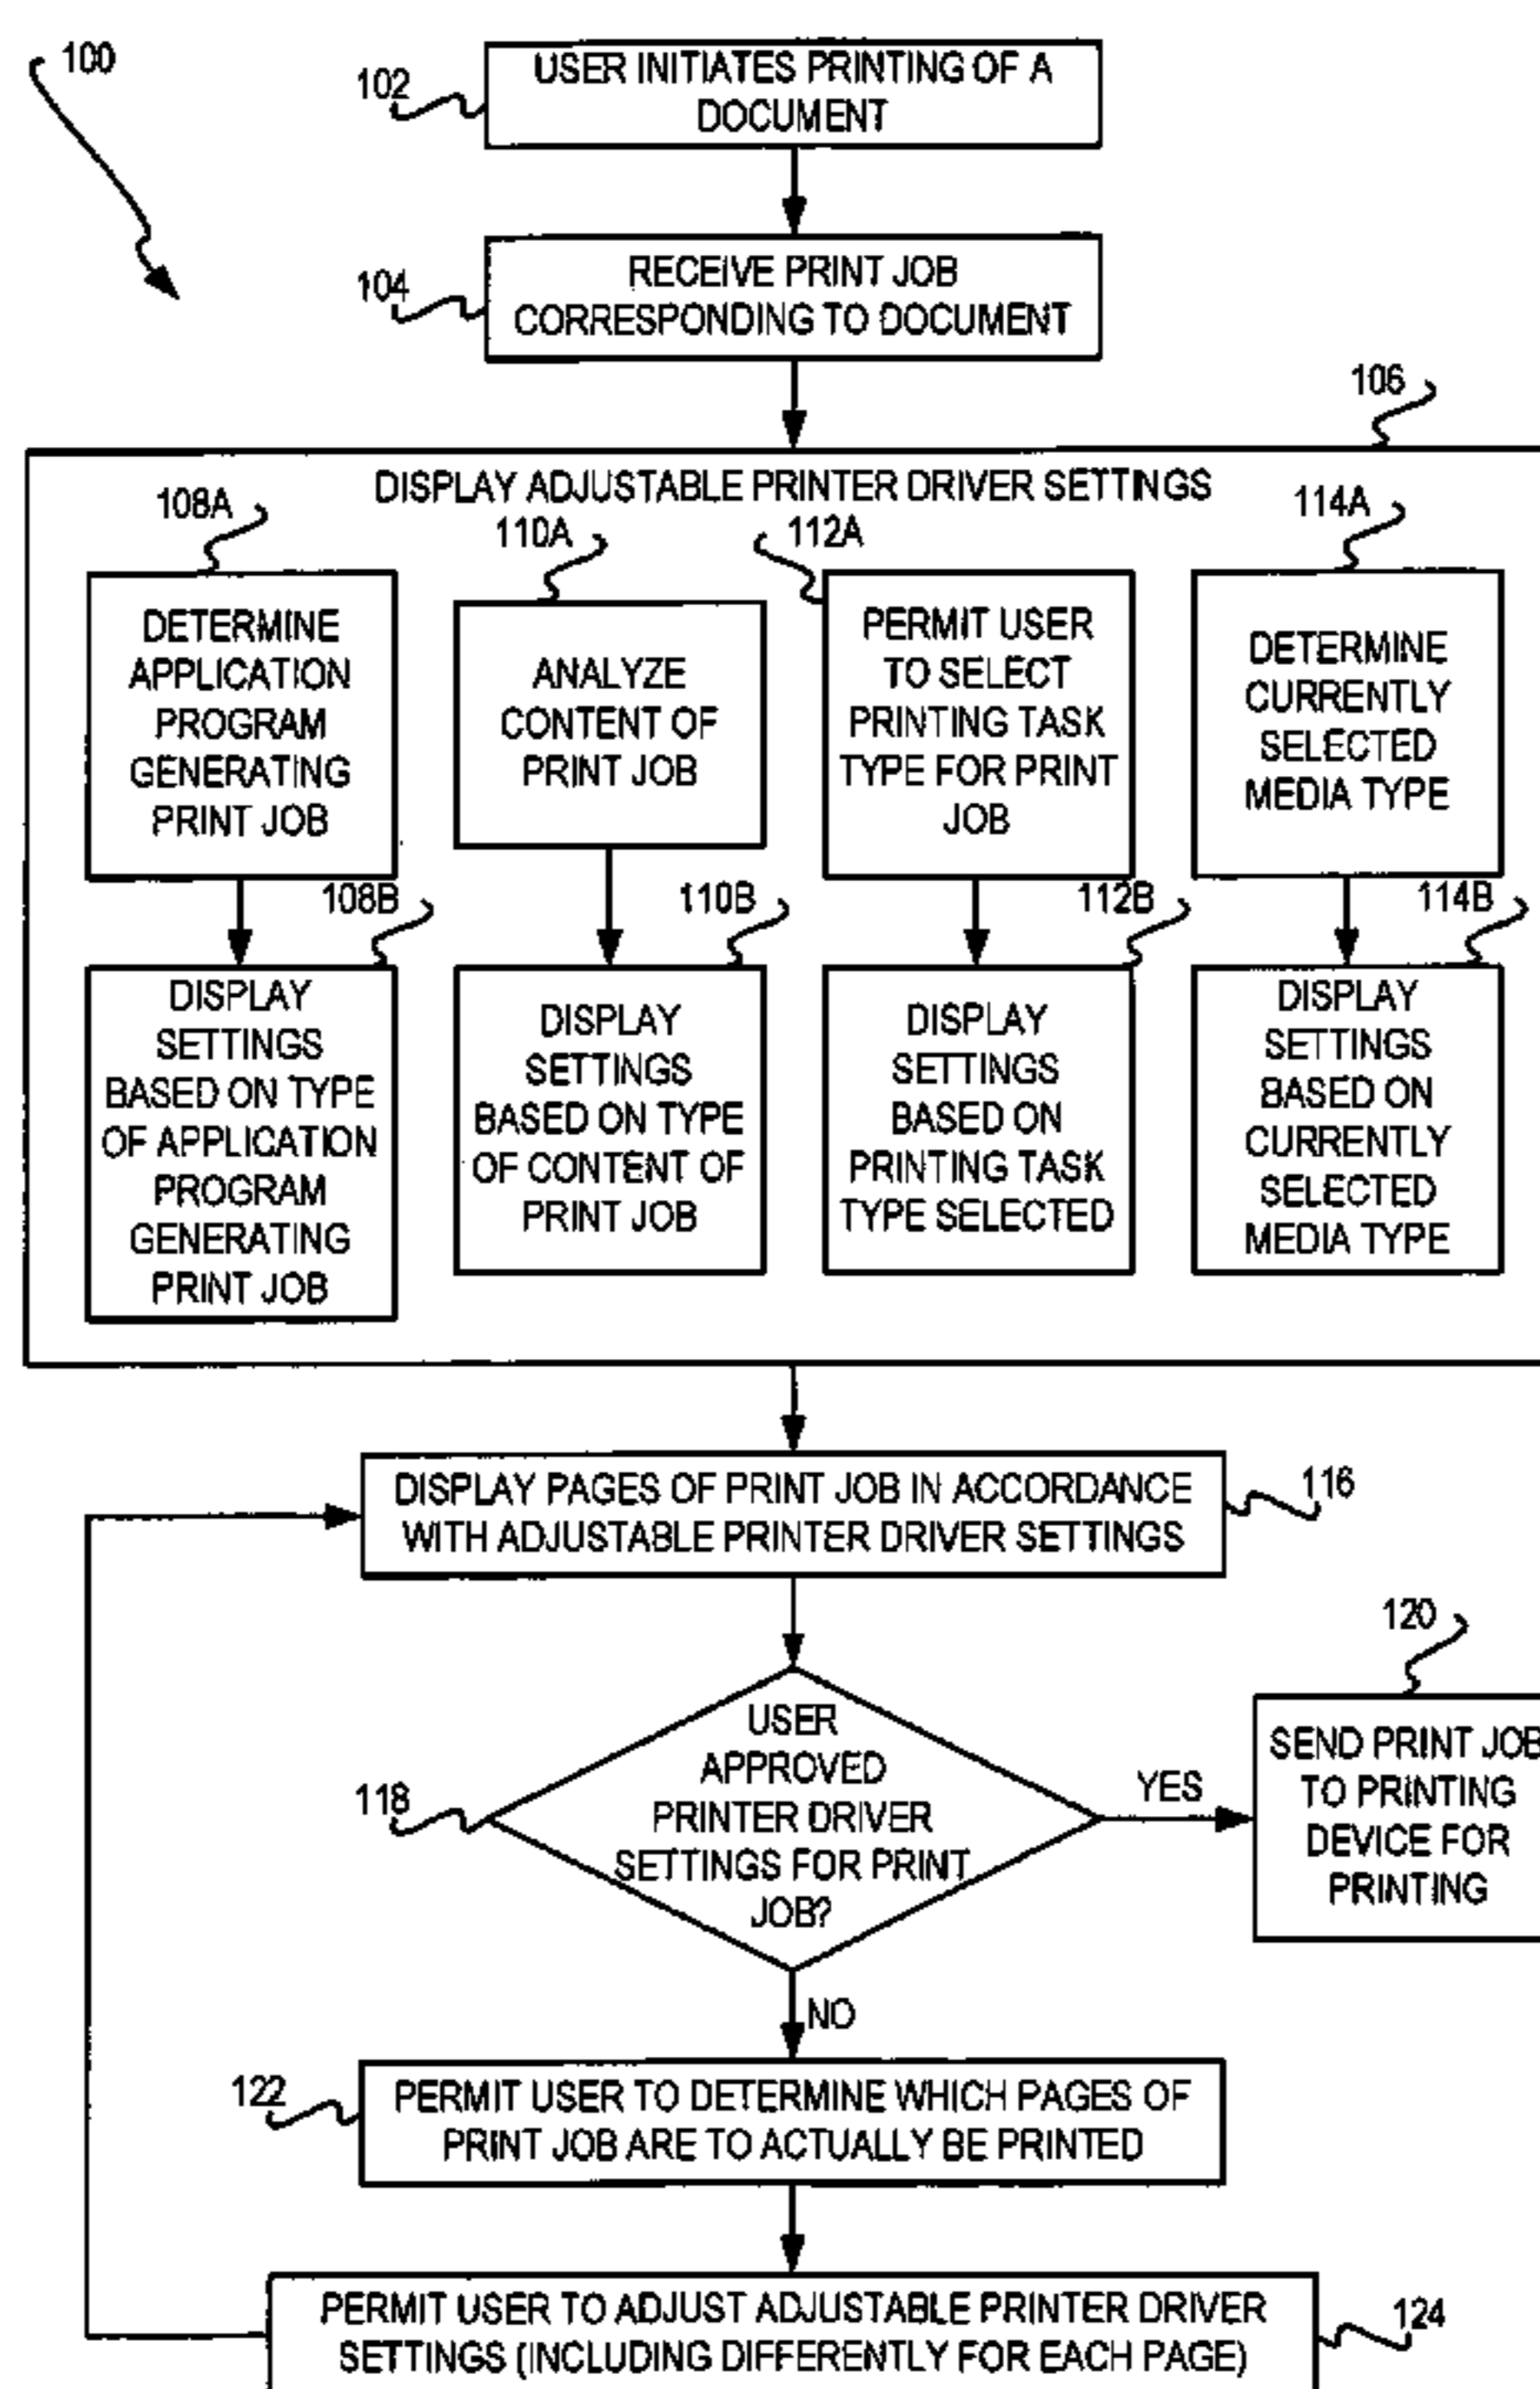 100
102
USER INITIATES PRINTING OF A
DOCUMENT
104
RECEIVE PRINT JOB
CORRESPONDING TO DOCUMENT
106
DISPLAY ADJUSTABLE PRINTER DRIVER SETTINGS
108A
DETERMINE
APPLICATION
PROGRAM
GENERATING
PRINT JOB
110A
ANALYZE
CONTENT OF
PRINT JOB
112A
PERMIT USER
TO SELECT
PRINTING TASK
TYPE FOR PRINT
JOB
114A
DETERMINE
CURRENTLY
SELECTED
MEDIA TYPE
108B
DISPLAY
SETTINGS
BASED ON TYPE
OF APPLICATION
PROGRAM
GENERATING
PRINT JOB
110B
DISPLAY
SETTINGS
BASED ON TYPE
OF CONTENT OF
PRINT JOB
112B
DISPLAY
SETTINGS
BASED ON
PRINTING TASK
TYPE SELECTED
114B
DISPLAY
SETTINGS
BASED ON
CURRENTLY
SELECTED
MEDIA TYPE
DISPLAY PAGES OF PRINT JOB IN ACCORDANCE
WITH ADJUSTABLE PRINTER DRIVER SETTINGS
116
118
USER
APPROVED
PRINTER DRIVER
SETTINGS FOR PRINT
JOB?
YES
120
SEND PRINT JOB
TO PRINTING
DEVICE FOR
PRINTING
NO
122
PERMIT USER TO DETERMINE WHICH PAGES OF
PRINT JOB ARE TO ACTUALLY BE PRINTED
PERMIT USER TO ADJUST ADJUSTABLE PRINTER DRIVER
SETTINGS (INCLUDING DIFFERENTLY FOR EACH PAGE)
124